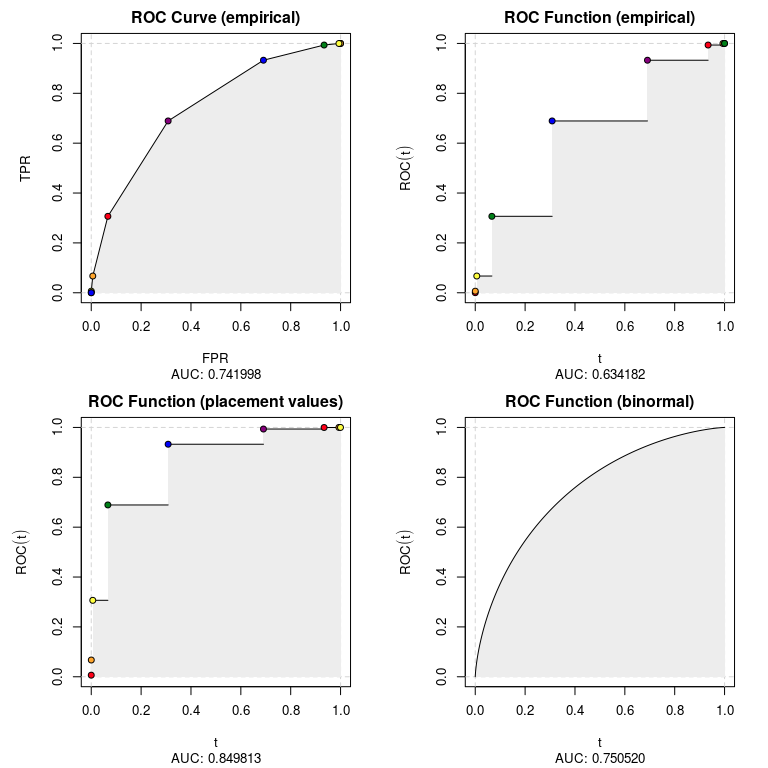 ROC Curve (empirical)
TPR
0.0 0.2 0.4 0.6 0.8 1.0
0.0 0.2 0.4 0.6 0.8 1.0
FPR
AUC: 0.741998
ROC Function (empirical)
ROC(t)
0.0 0.2 0.4 0.6 0.8 1.0
0.0 0.2 0.4 0.6 0.8 1.0
t
AUC: 0.634182
ROC Function (placement values)
ROC(t)
0.0 0.2 0.4 0.6 0.8 1.0
0.0 0.2 0.4 0.6 0.8 1.0
t
AUC: 0.849813
ROC Function (binormal)
ROC(t)
0.0 0.2 0.4 0.6 0.8 1.0
0.0 0.2 0.4 0.6 0.8 1.0
t
AUC: 0.750520